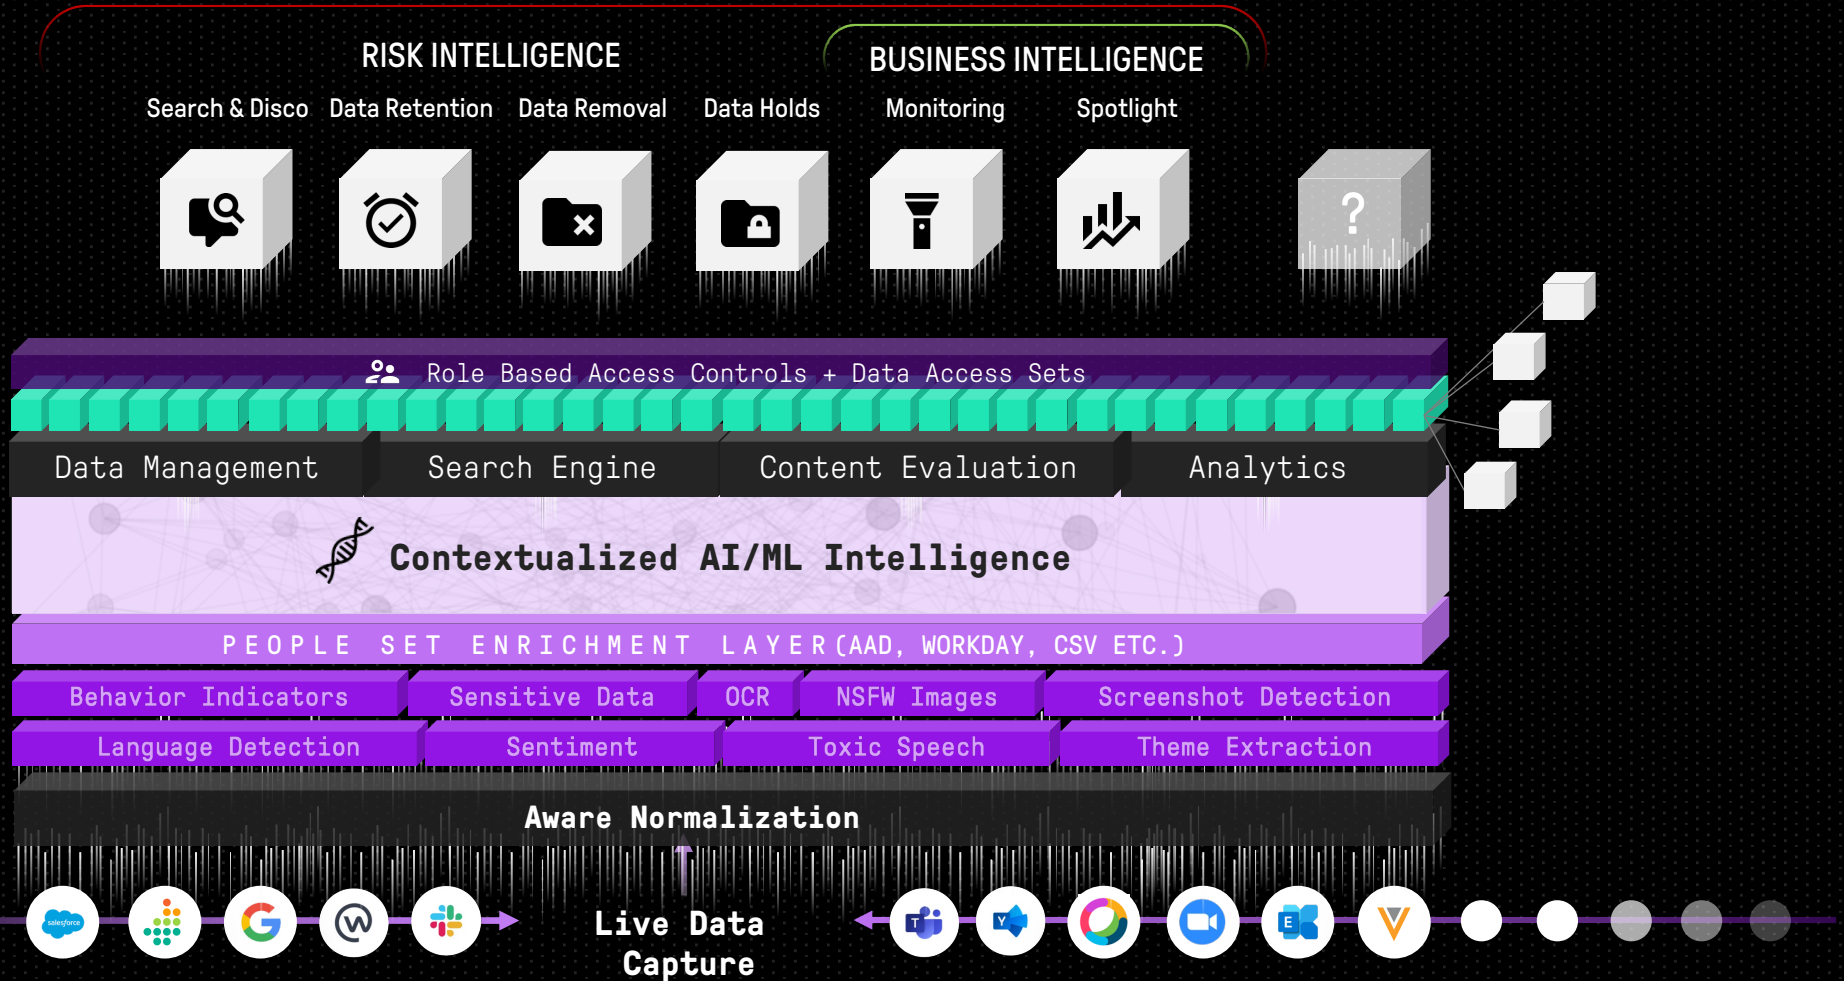 RISK INTELLIGENCE
BUSINESS INTELLIGENCE
Search & Disco
Data Retention
Data Removal
Data Holds
Monitoring
Spotlight
?
Role Based Access Controls + Data Access Sets
Data Management
Search Engine
Content Evaluation
Analytics
Contextualized AI/ML Intelligence
PEOPLE SET ENRICHMENT LAYER(AAD, WORKDAY, CSV ETC.)
Behavior Indicators
Sensitive Data
OCR
NSFW Images
Screenshot Detection
Language Detection
Sentiment
Toxic Speech
Theme Extraction
Aware Normalization
salesforce
Live Data
Capture